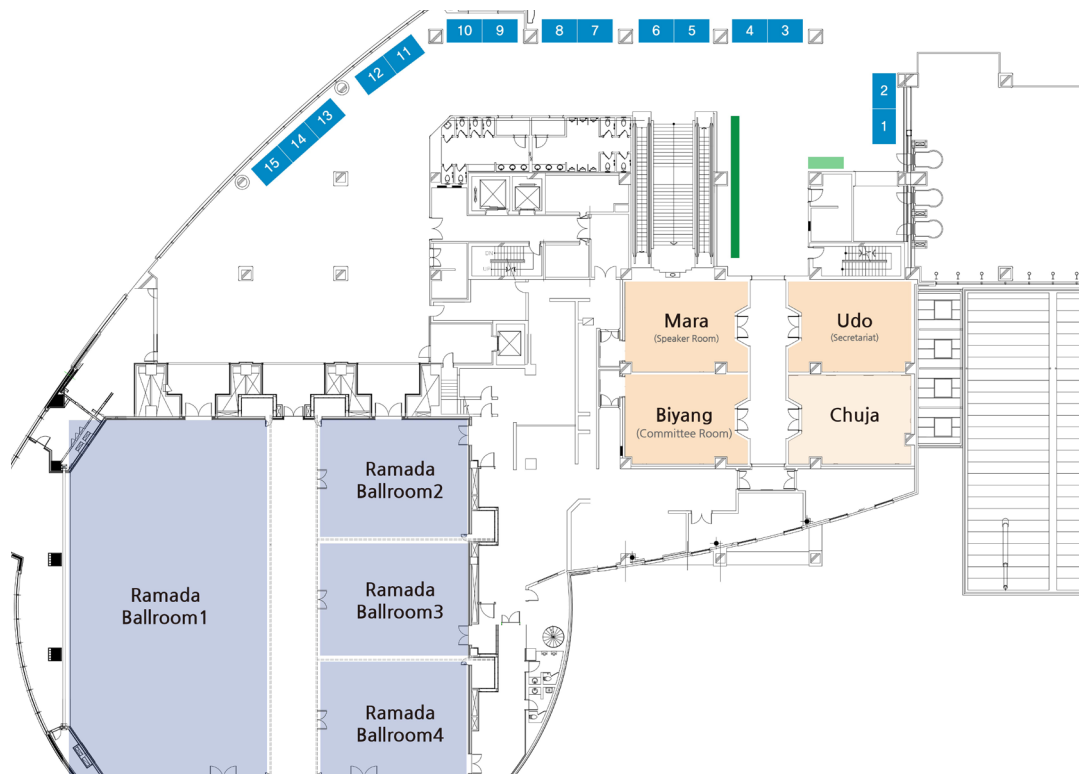 10 9 8 7 6 5 4 3
12 11
2
1
15 14 13
Mara
(Speaker Room)
Udo
(Secretariat)
Biyang
(Committee Room)
Chuja
Ramada
Ballroom2
Ramada
Ballroom1
Ramada
Ballroom3
Ramada
Ballroom4